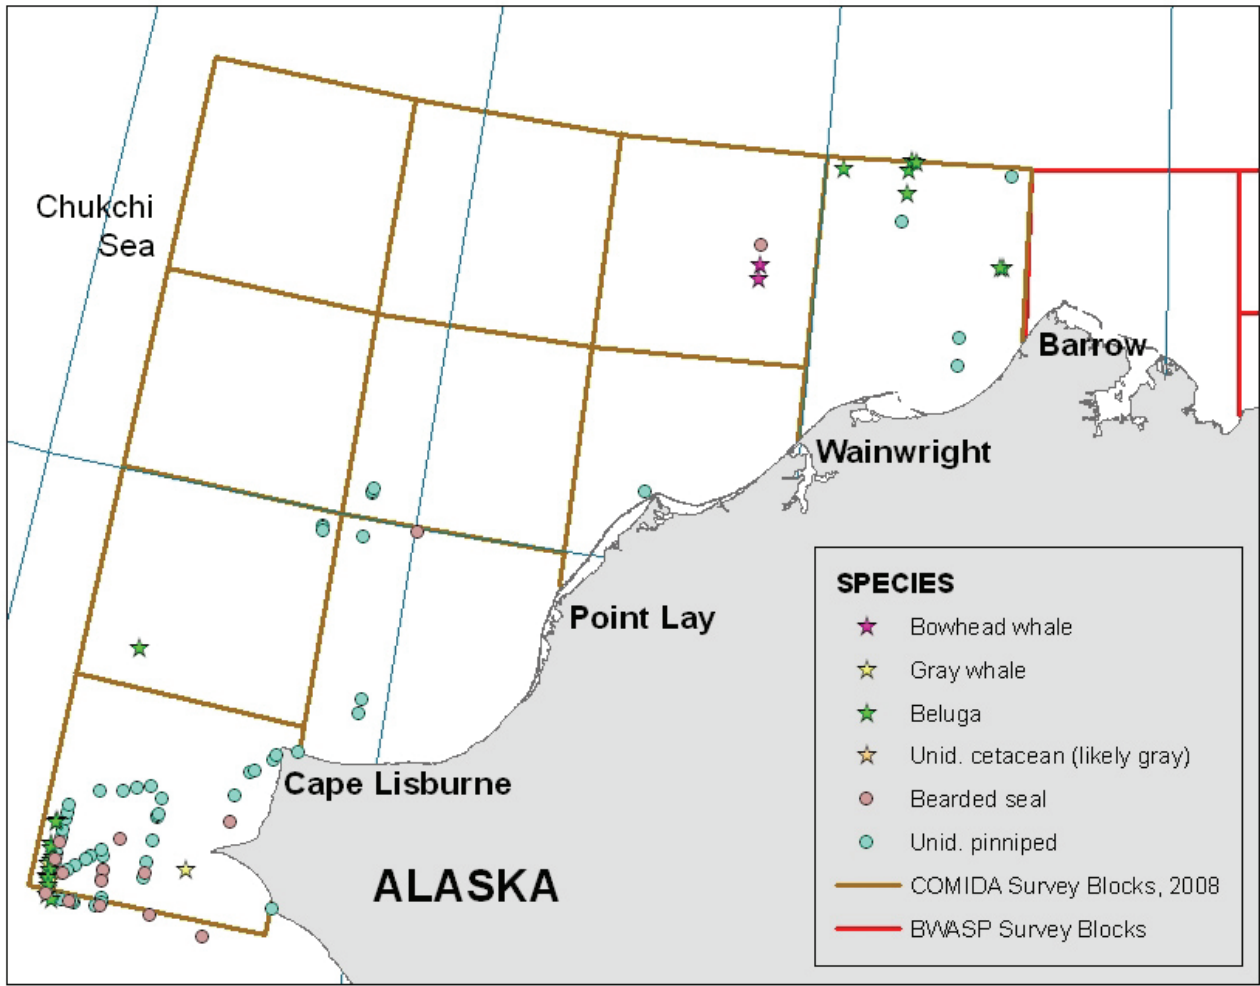 Chukchi
Sea
Barrow
Wainwright
Point Lay
Cape Lisburne
ALASKA
SPECIES
Bowhead whale
Gray whale
Beluga
Unid. cetacean (likely gray)
Bearded seal
Unid. pinniped
COMIDA Survey Blocks, 2008
BWASP Survey Blocks